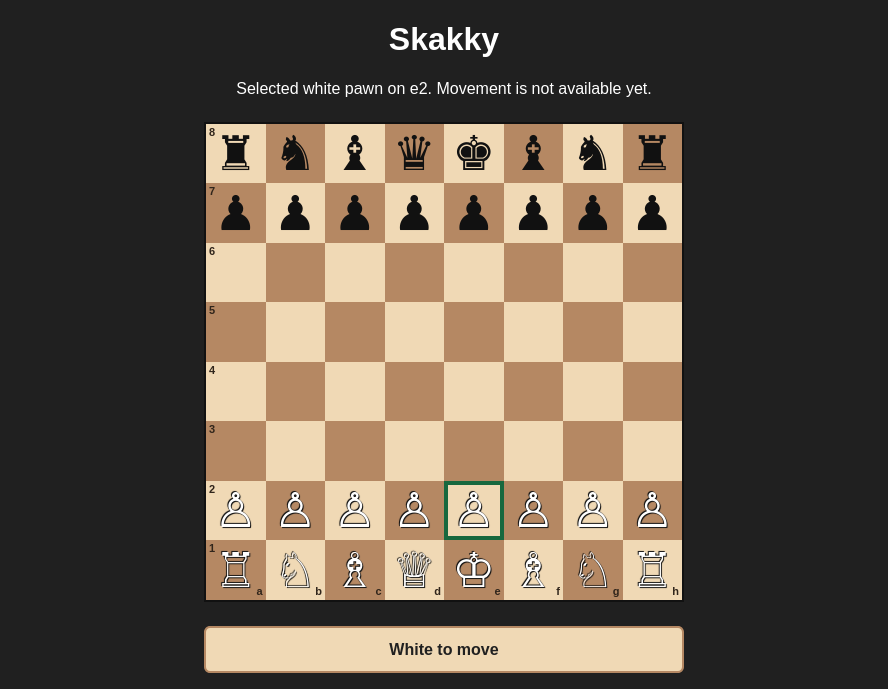 Skakky
Selected white pawn on e2. Movement is not available yet.
8
7
6
5
4
3
2
1
a b c d e f g h
White to move